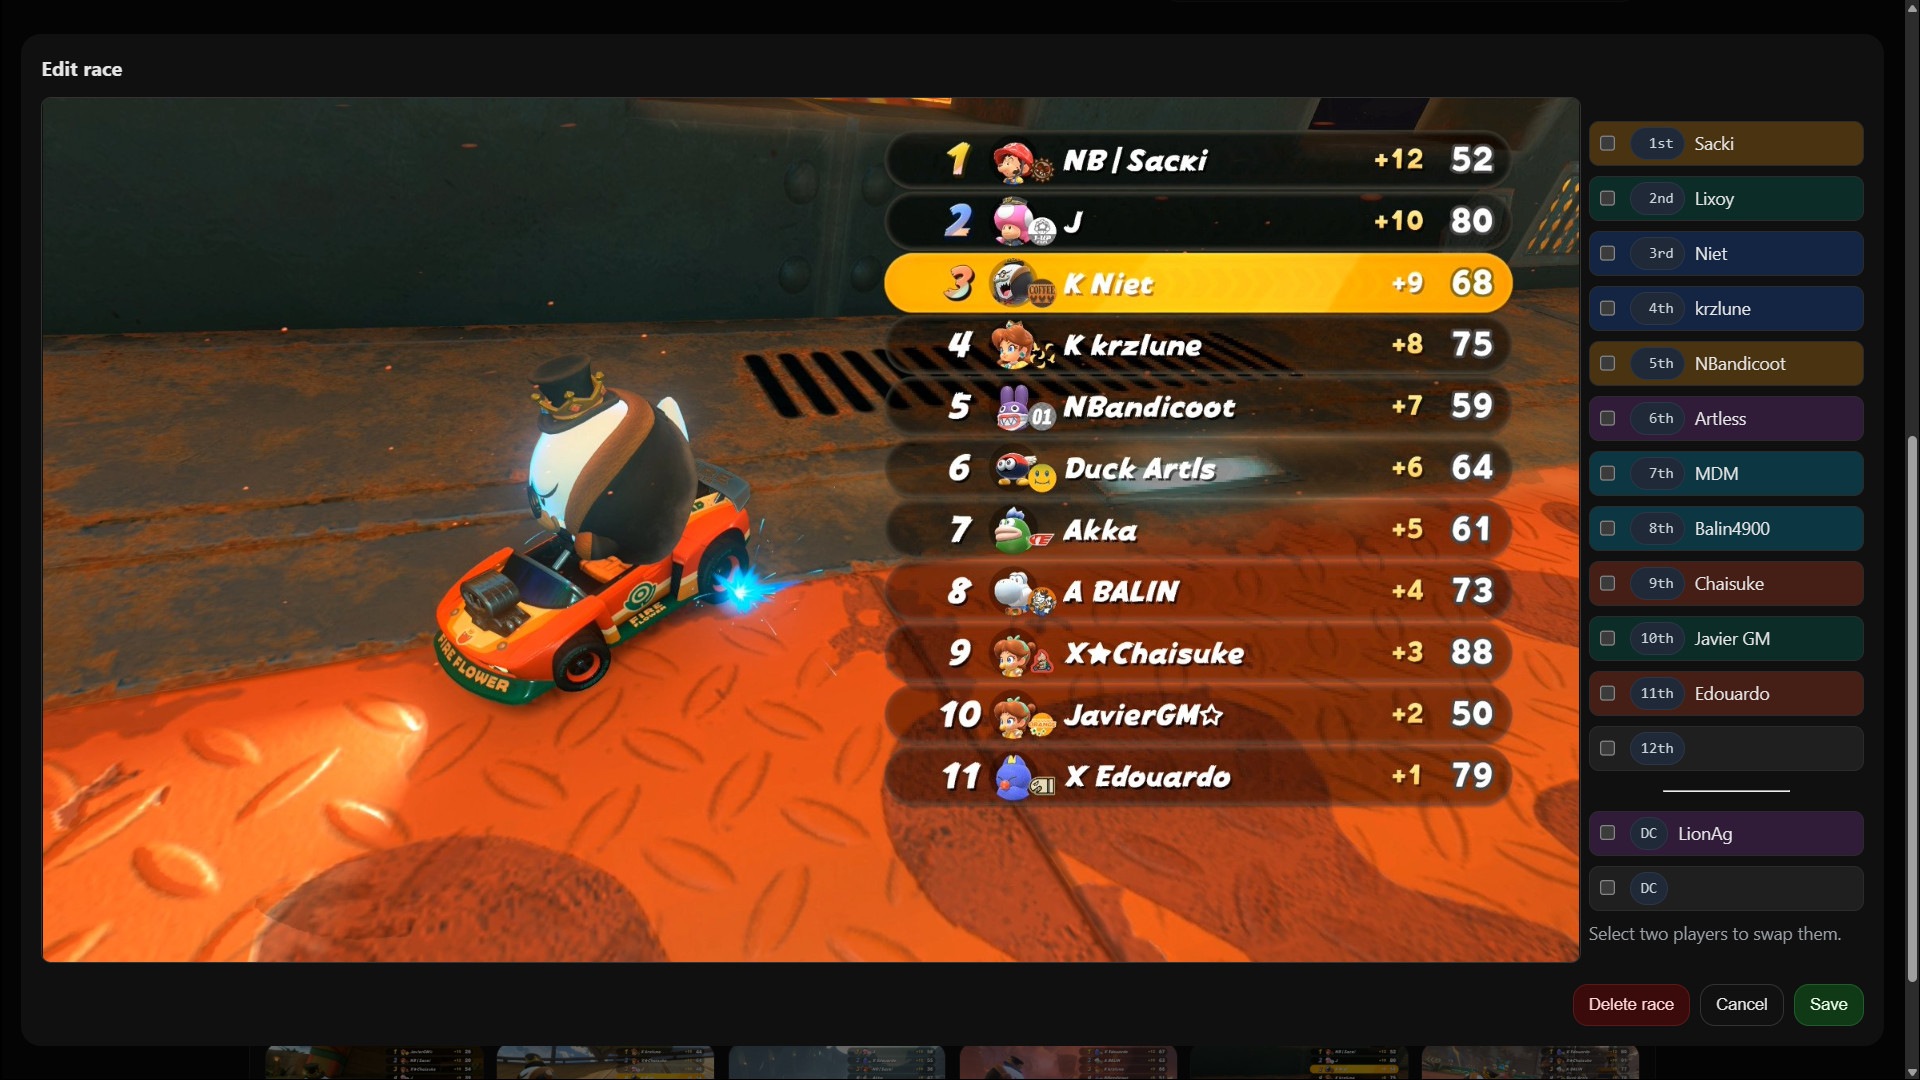 Edit race
1 NB|Sacki +12 52
2 J +10 80
3 K Niet +9 68
4 K krzlune +8 75
5 NBandicoot +7 59
6 Duck Artls +6 64
7 Akka +5 61
8 A BALIN +4 73
9 X★Chaisuke +3 88
10 JavierGM☆ +2 50
11 X Edouardo +1 79
COFFEE
01
FIRE FLOWER
FIRE FLOWER
1st Sacki
2nd Lixoy
3rd Niet
4th krzlune
5th NBandicoot
6th Artless
7th MDM
8th Balin4900
9th Chaisuke
10th Javier GM
11th Edouardo
12th
DC LionAg
DC
Select two players to swap them.
Delete race Cancel Save